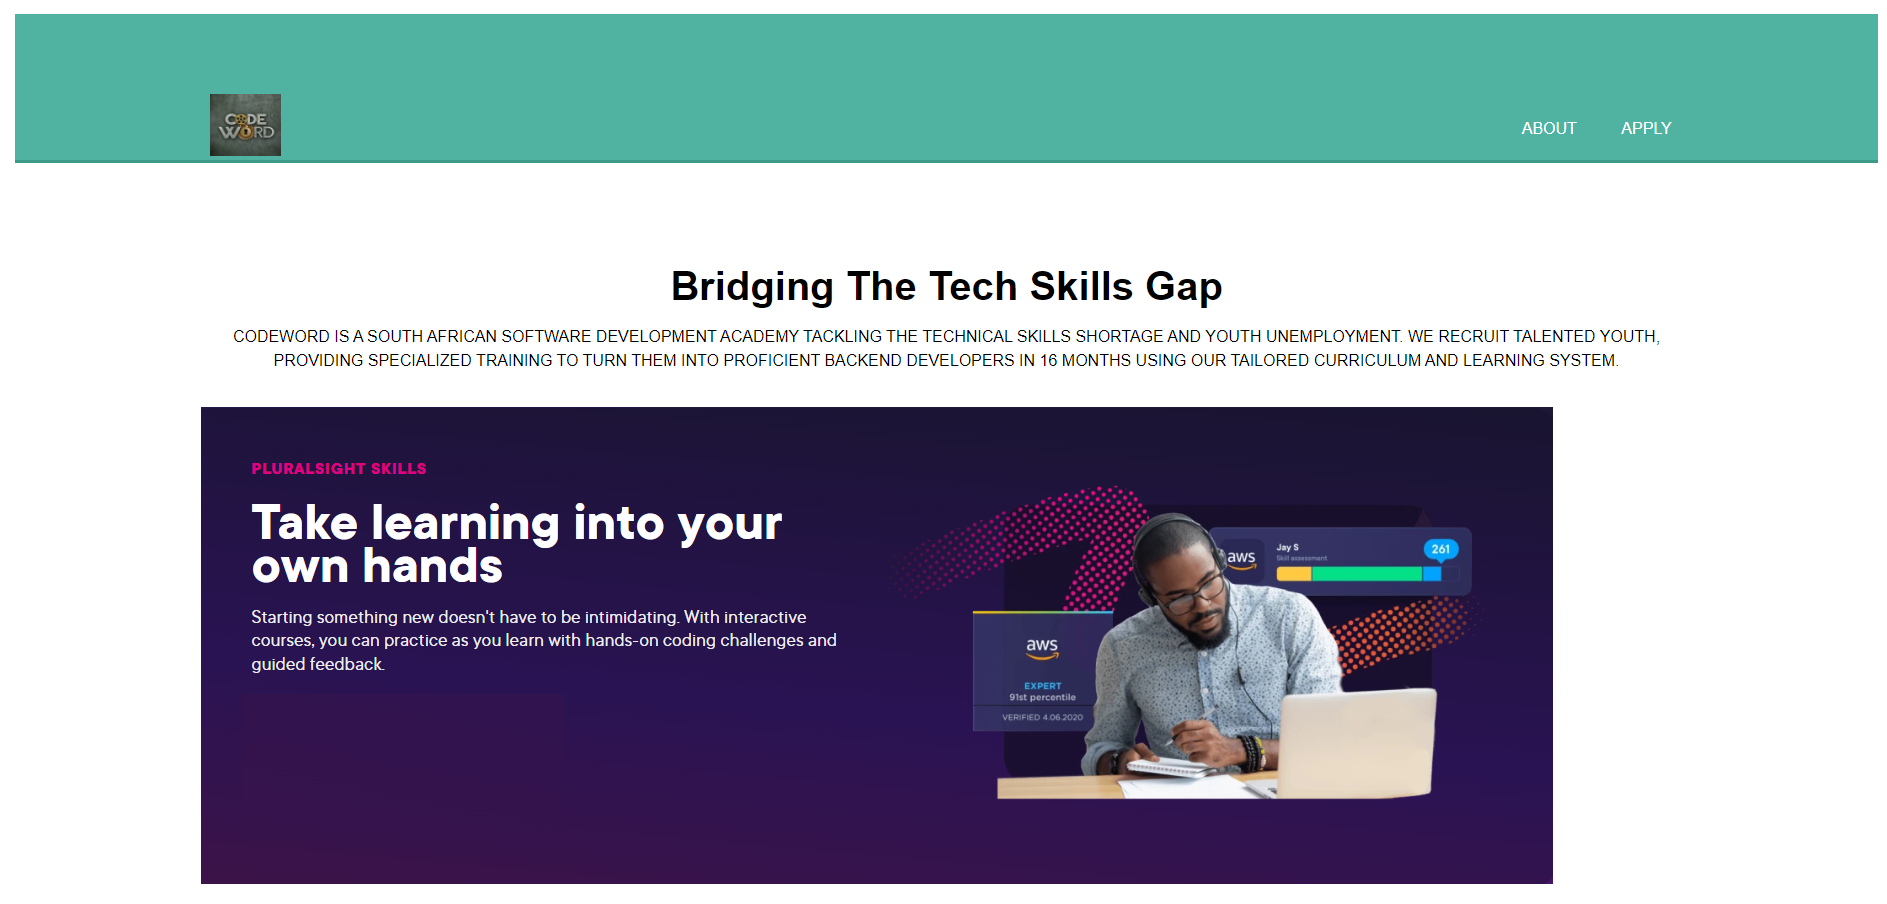 CODE
WORD
ABOUT APPLY
Bridging The Tech Skills Gap
CODEWORD IS A SOUTH AFRICAN SOFTWARE DEVELOPMENT ACADEMY TACKLING THE TECHNICAL SKILLS SHORTAGE AND YOUTH UNEMPLOYMENT. WE RECRUIT TALENTED YOUTH,
PROVIDING SPECIALIZED TRAINING TO TURN THEM INTO PROFICIENT BACKEND DEVELOPERS IN 16 MONTHS USING OUR TAILORED CURRICULUM AND LEARNING SYSTEM.
PLURALSIGHT SKILLS
Take learning into your
own hands
Starting something new doesn't have to be intimidating. With interactive
courses, you can practice as you learn with hands-on coding challenges and
guided feedback.
aws
Jay S
Skill assessment
261
aws
EXPERT
91st percentile
VERIFIED 4.06.2020